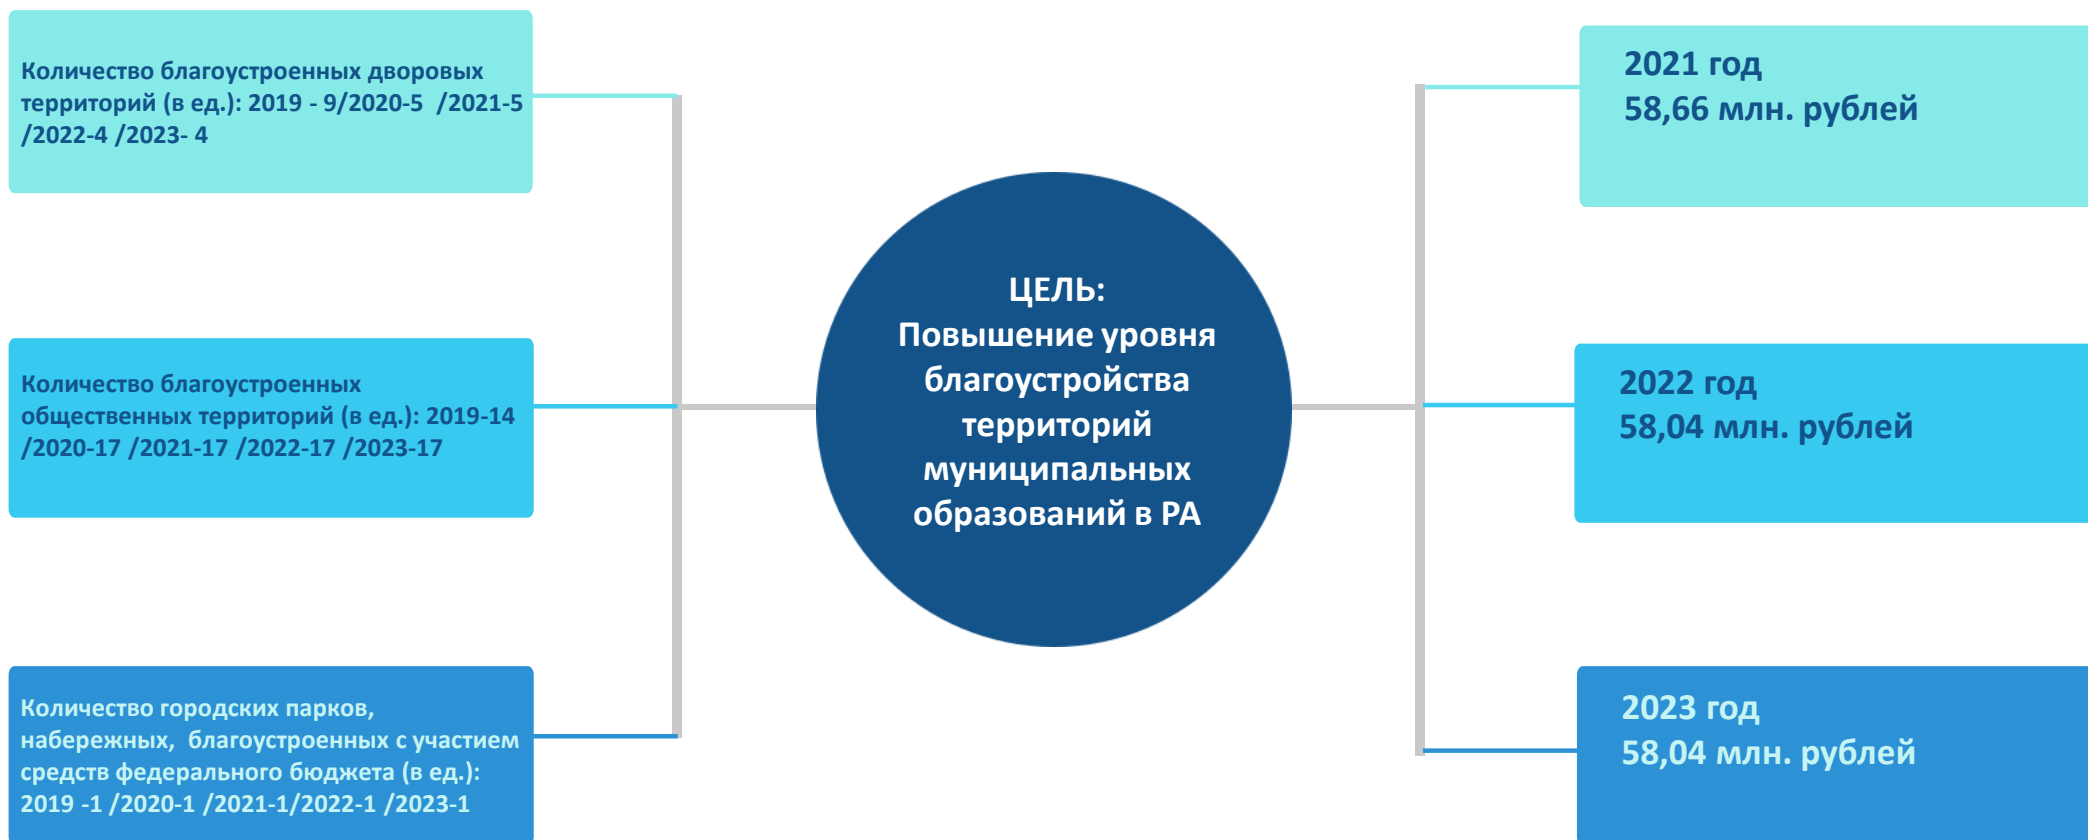 Количество благоустроенных дворовых
территорий (в ед.): 2019 - 9/2020-5 /2021-5
/2022-4 /2023- 4
Количество благоустроенных
общественных территорий (в ед.): 2019-14
/2020-17 /2021-17 /2022-17 /2023-17
Количество городских парков,
набережных, благоустроенных с участием
средств федерального бюджета (в ед.):
2019 -1 /2020-1 /2021-1/2022-1 /2023-1
ЦЕЛЬ:
Повышение уровня
благоустройства
территорий
муниципальных
образований в РА
2021 год
58,66 млн. рублей
2022 год
58,04 млн. рублей
2023 год
58,04 млн. рублей